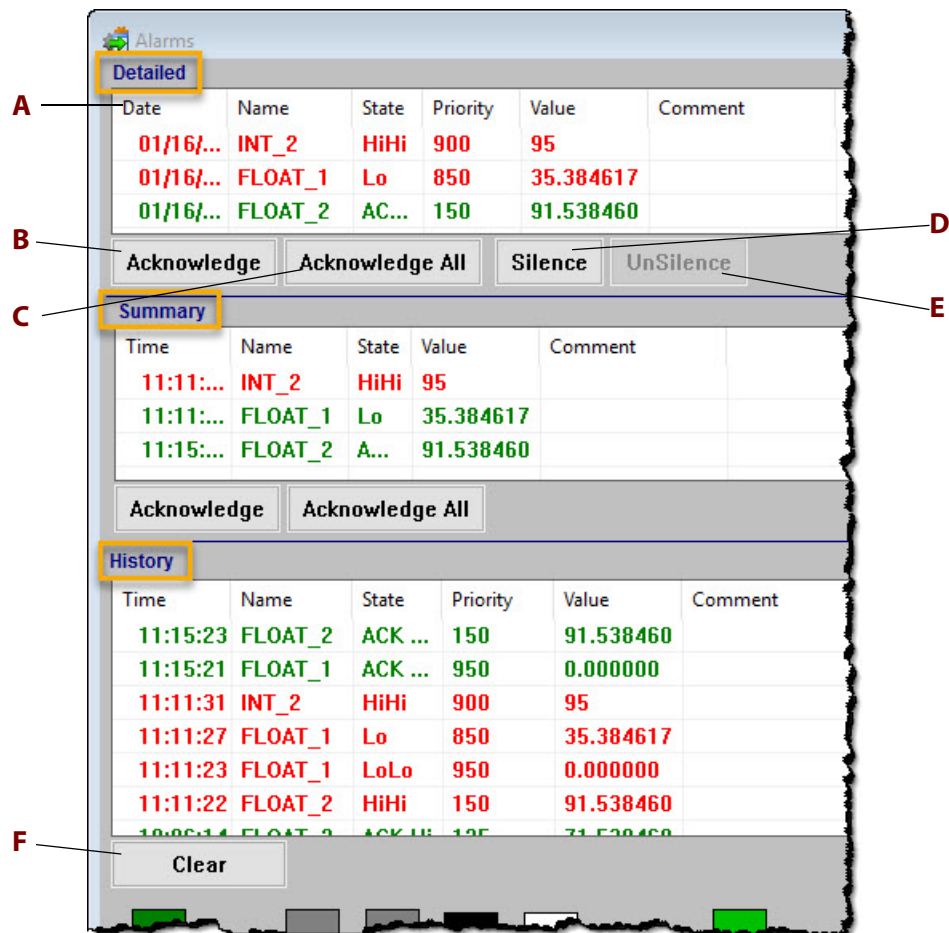 Alarms
Detailed
A Date Name State Priority Value Comment
01/16/... INT_2 HiHi 900 95
01/16/... FLOAT_1 Lo 850 35.384617
01/16/... FLOAT_2 AC... 150 91.538460
B D
Acknowledge Acknowledge All Silence UnSilence
C E
Summary
Time Name State Value Comment
11:11:... INT_2 HiHi 95
11:11:... FLOAT_1 Lo 35.384617
11:15:... FLOAT_2 A... 91.538460
Acknowledge Acknowledge All
History
Time Name State Priority Value Comment
11:15:23 FLOAT_2 ACK ... 150 91.538460
11:15:21 FLOAT_1 ACK ... 950 0.000000
11:11:31 INT_2 HiHi 900 95
11:11:27 FLOAT_1 Lo 850 35.384617
11:11:23 FLOAT_1 LoLo 950 0.000000
11:11:22 FLOAT_2 HiHi 150 91.538460
F
Clear